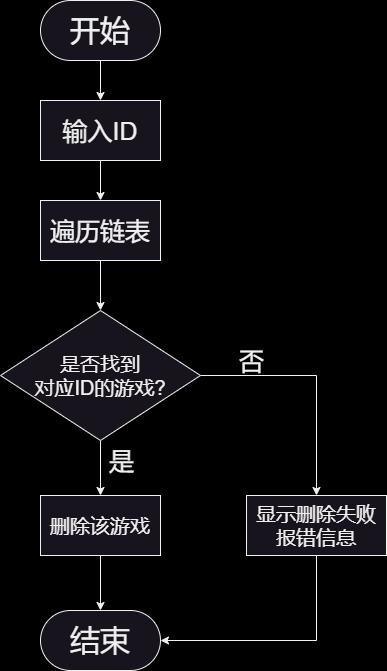 开始
输入ID
遍历链表
是否找到
对应ID的游戏?
否
是
删除该游戏
显示删除失败
报错信息
结束